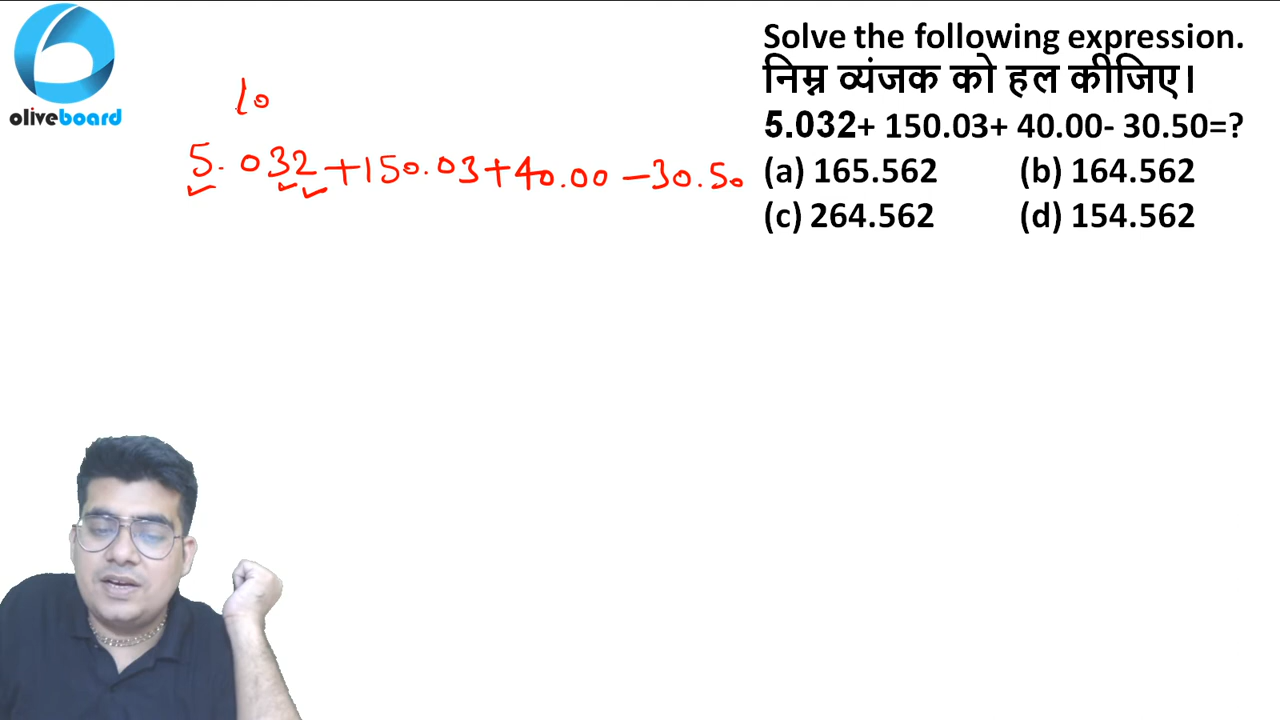 oliveboard
10
5.032+150.03+40.00-30.50
Solve the following expression.
निम्न व्यंजक को हल कीजिए।
5.032+ 150.03+ 40.00- 30.50=?
(a) 165.562 (b) 164.562
(c) 264.562 (d) 154.562